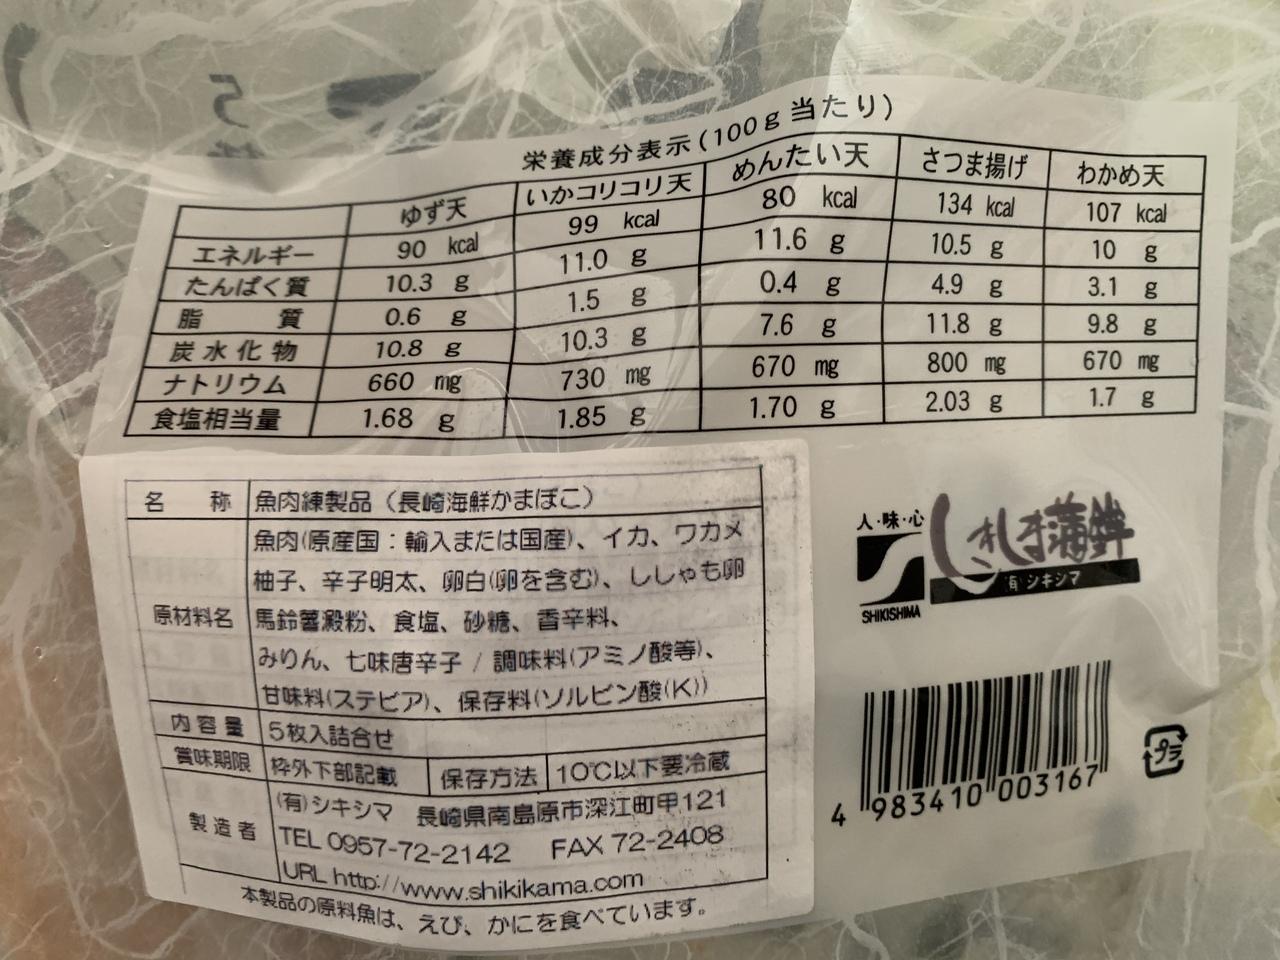 栄養成分表示(100g当たり)
ゆず天 いかコリコリ天 めんたい天 さつま揚げ わかめ天
エネルギー 90 kcal 99 kcal 80 kcal 134 kcal 107 kcal
たんぱく質 10.3 g 11.0 g 11.6 g 10.5 g 10 g
脂質 0.6 g 1.5 g 0.4 g 4.9 g 3.1 g
炭水化物 10.8 g 10.3 g 7.6 g 11.8 g 9.8 g
ナトリウム 660 mg 730 mg 670 mg 800 mg 670 mg
食塩相当量 1.68 g 1.85 g 1.70 g 2.03 g 1.7 g
名称 魚肉練製品(長崎海鮮かまぼこ)
原材料名 魚肉(原産国:輸入または国産)、イカ、ワカメ
柚子、辛子明太、卵白(卵を含む)、ししゃも卵
馬鈴薯澱粉、食塩、砂糖、香辛料、
みりん、七味唐辛子 / 調味料(アミノ酸等)、
甘味料(ステビア)、保存料(ソルビン酸(K))
内容量 5枚入詰合せ
賞味期限 枠外下部記載 保存方法 10℃以下要冷蔵
製造者 (有)シキシマ 長崎県南島原市深江町甲121
TEL 0957-72-2142 FAX 72-2408
URL http://www.shikikama.com
本製品の原料魚は、えび、かにを食べています。
人・味・心
しきしま蒲鉾
有 シキシマ
SHIKISHIMA
4 983410 003167
プラ